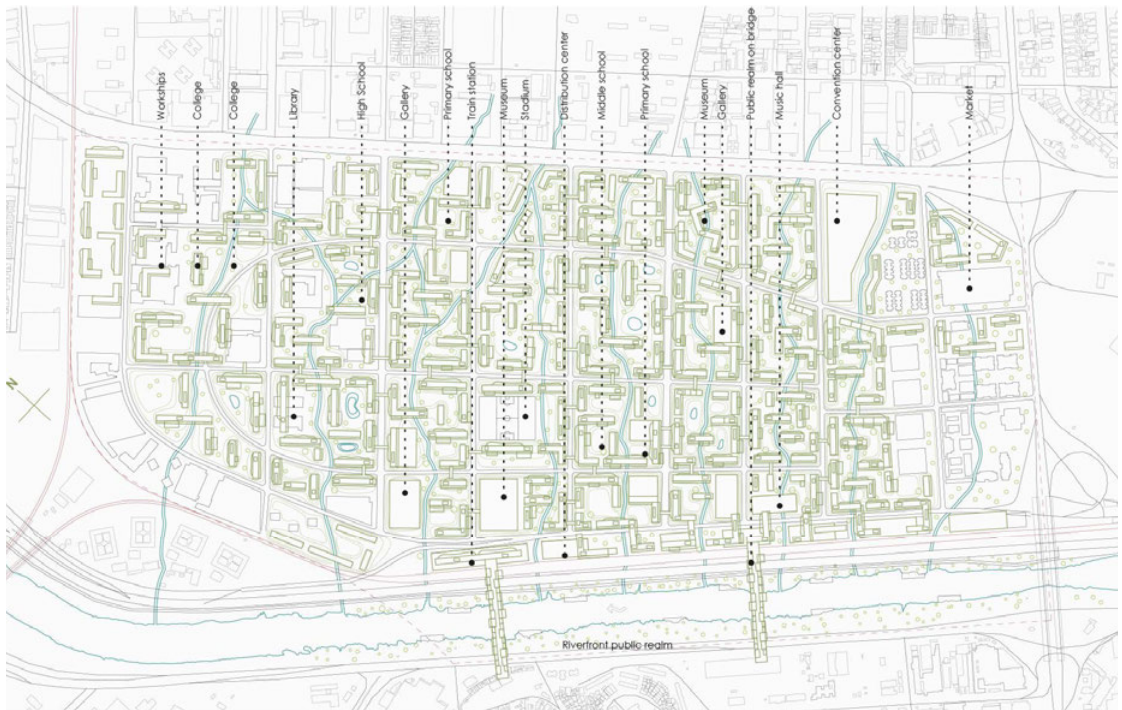 Workships
College
College
Library
High School
Gallery
Primary school
Train station
Museum
Stadium
Distribution center
Middle school
Primary school
Museum
Gallery
Public realm on bridge
Music hall
Convention center
Market
N
Riverfront public realm